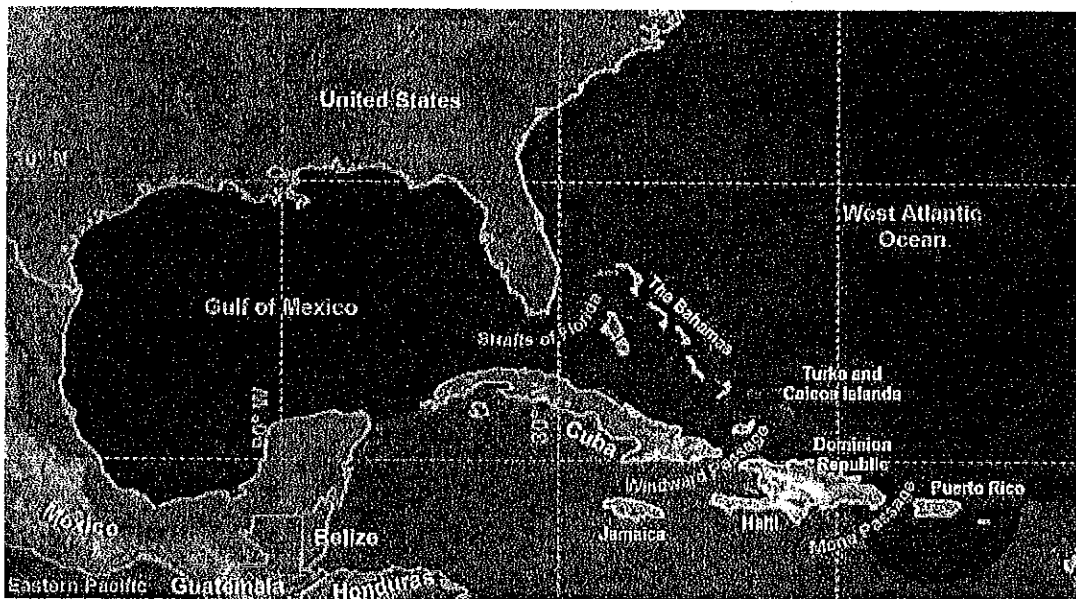 United States
West Atlantic
Ocean
Gulf of Mexico
Straits of Florida
The Bahamas
Turks and
Caicos Islands
Cuba
Windward Passage
Dominion
Republic
Puerto Rico
Mona Passage
Haiti
Jamaica
Mexico
Belize
Eastern Pacific
Guatemala
Honduras